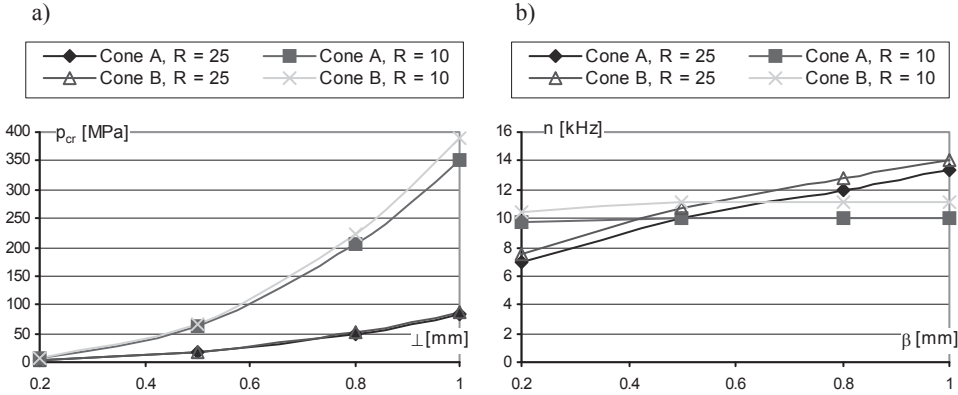 a)
Cone A, R = 25 Cone A, R = 10
Cone B, R = 25 Cone B, R = 10
400 pcr [MPa]
350
300
250
200
150
100
50
0
⊥ [mm]
0.2 0.4 0.6 0.8 1
b)
Cone A, R = 25 Cone A, R = 10
Cone B, R = 25 Cone B, R = 10
16 n [kHz]
14
12
10
8
6
4
2
0
β [mm]
0.2 0.4 0.6 0.8 1